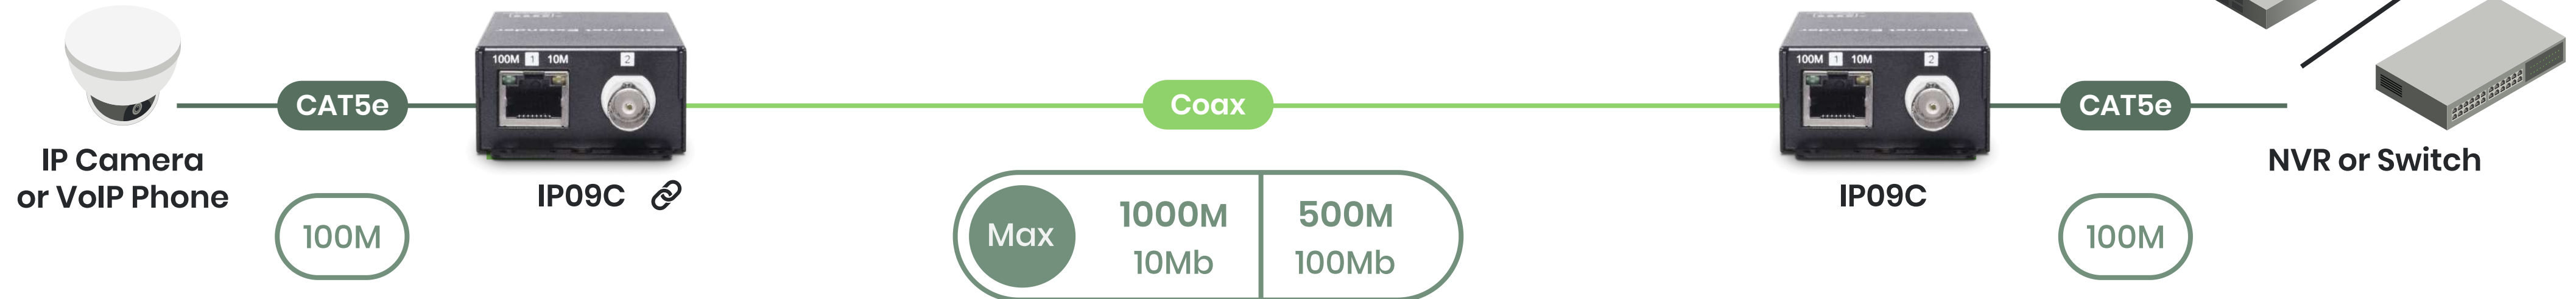 100M 1 10M 2
CAT5e
Coax
100M 1 10M 2
CAT5e
IP Camera
or VoIP Phone
100M
IP09C
Max
1000M
10Mb
500M
100Mb
IP09C
100M
NVR or Switch